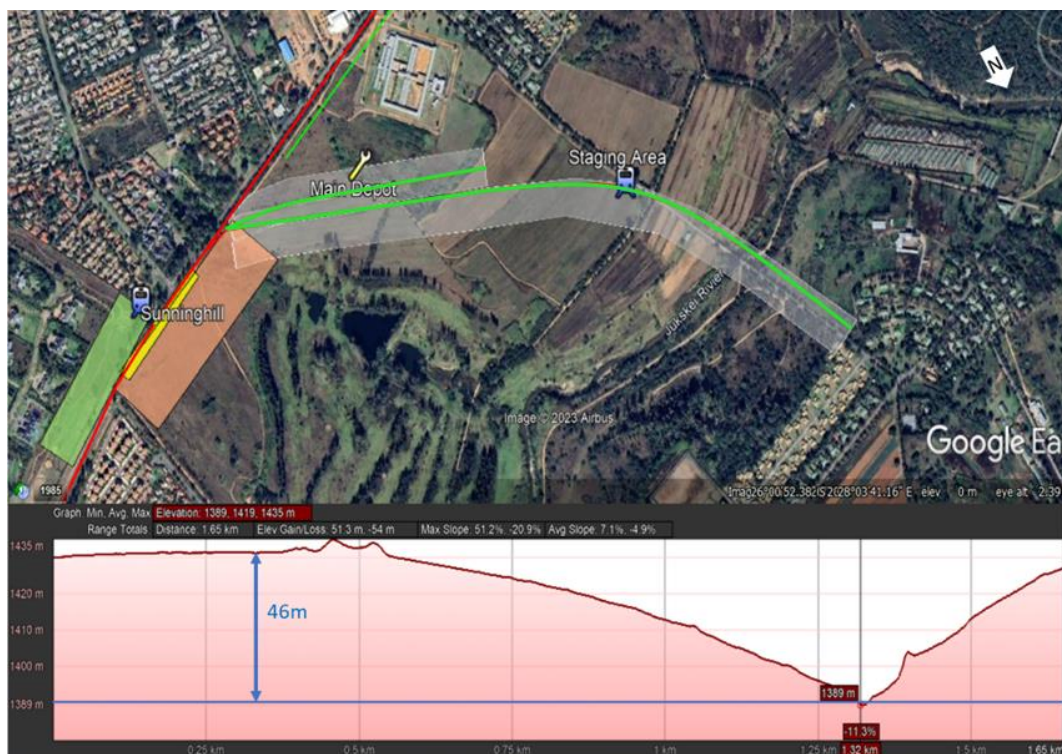 N
Staging Area
Main Depot
Sunninghill
Jukskei Rivier
Image © 2023 Airbus
Google Ea
1985
Graph: Min, Avg, Max Elevation: 1389, 1419, 1435 m
Range Totals: Distance: 1.65 km Elev Gain/Loss: 51.3 m, -54 m Max Slope: 51.2%, -20.9% Avg Slope: 7.1%, -4.9%
1435 m
1420 m
1410 m
1400 m
1389 m
46m
1389 m
-11.3%
0.25 km 0.5 km 0.75 km 1 km 1.25 km 1.32 km 1.5 km 1.65 km